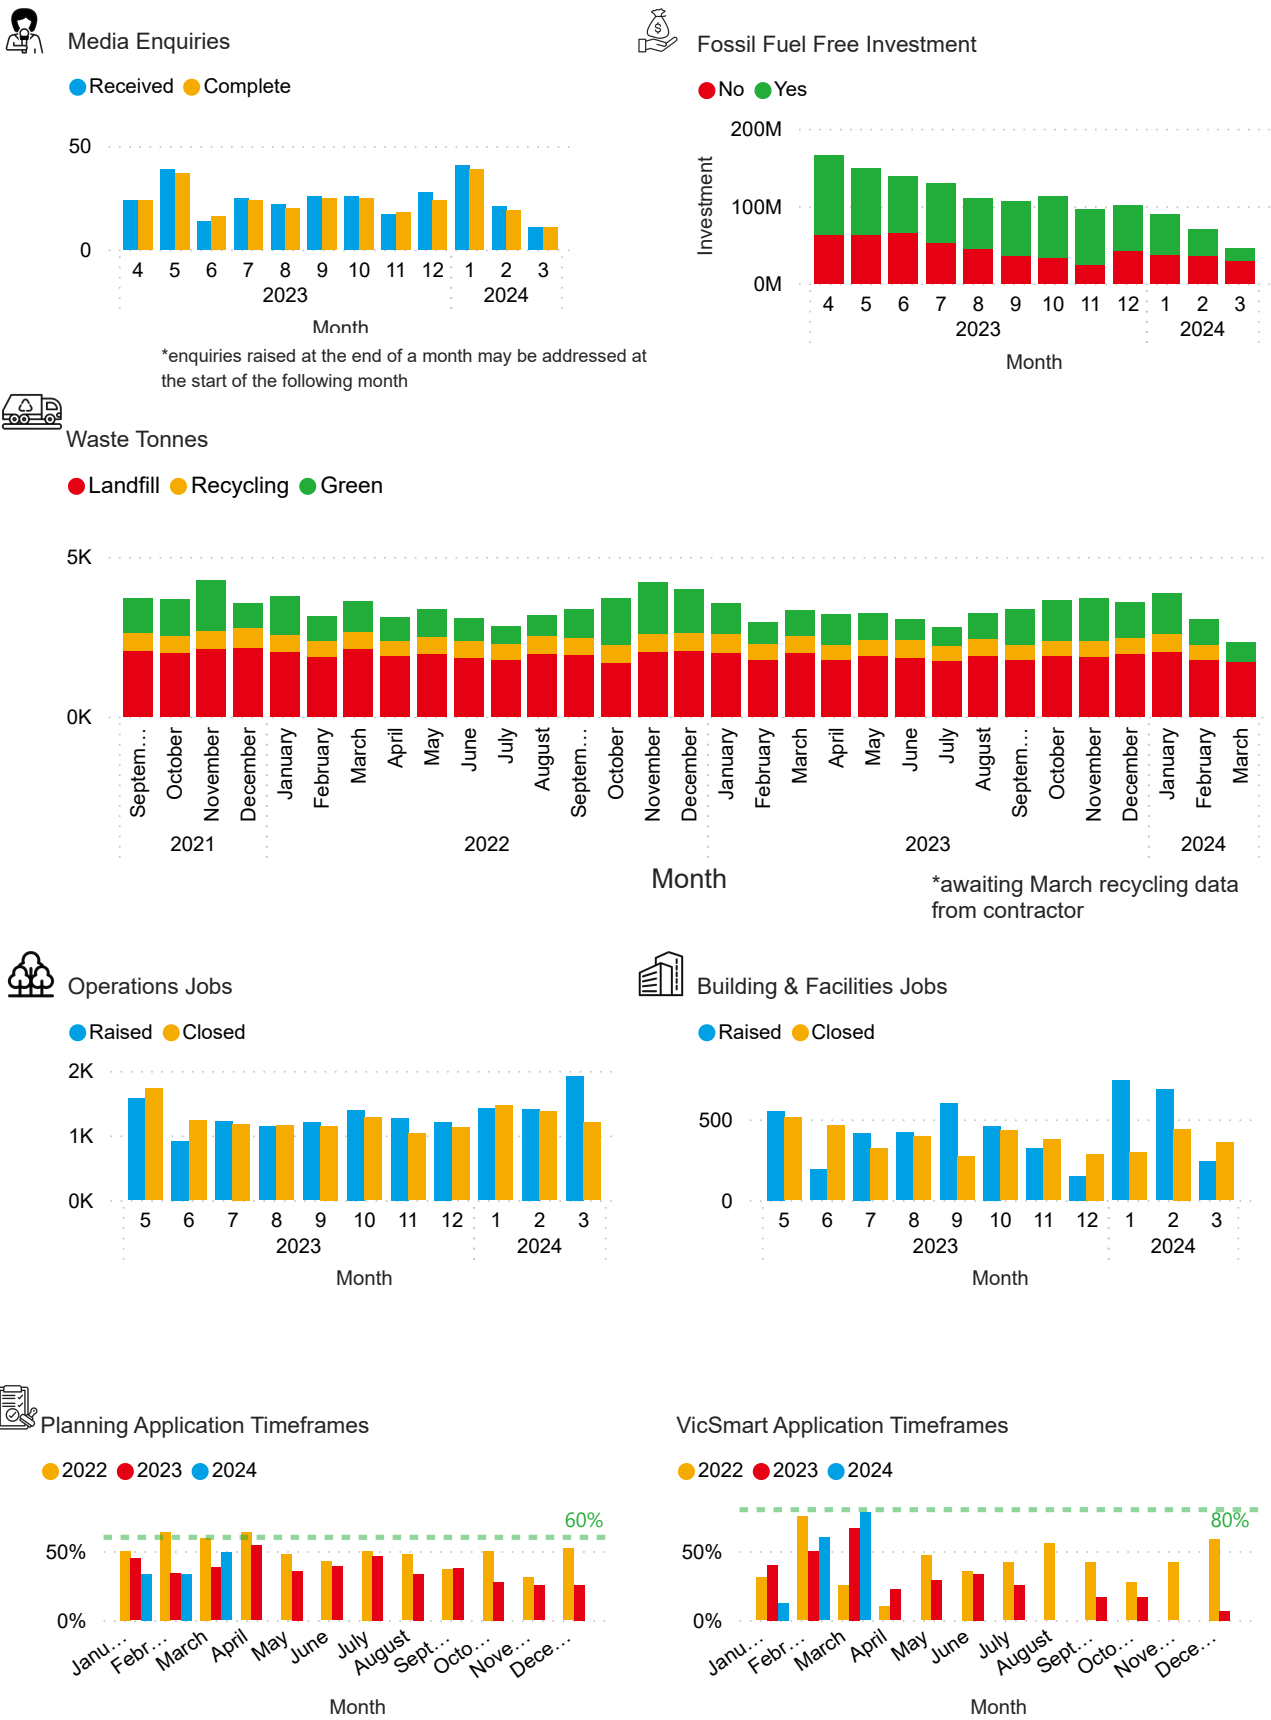 Media Enquiries
Received Complete
50
0
4 5 6 7 8 9 10 11 12 1 2 3
2023 2024
Month
*enquiries raised at the end of a month may be addressed at
the start of the following month
$
Fossil Fuel Free Investment
No Yes
200M
100M
0M
Investment
4 5 6 7 8 9 10 11 12 1 2 3
2023 2024
Month
Waste Tonnes
Landfill Recycling Green
5K
0K
Septem... October November December January February March April May June July August Septem... October November December January February March April May June July August Septem... October November December January February March
2021 2022 2023 2024
Month
*awaiting March recycling data
from contractor
Operations Jobs
Raised Closed
2K
1K
0K
5 6 7 8 9 10 11 12 1 2 3
2023 2024
Month
Building & Facilities Jobs
Raised Closed
500
0
5 6 7 8 9 10 11 12 1 2 3
2023 2024
Month
Planning Application Timeframes
2022 2023 2024
60%
50%
0%
Janu... Febr... March April May June July August Sept... Octo... Nove... Dece...
Month
VicSmart Application Timeframes
2022 2023 2024
80%
50%
0%
Janu... Febr... March April May June July August Sept... Octo... Nove... Dece...
Month